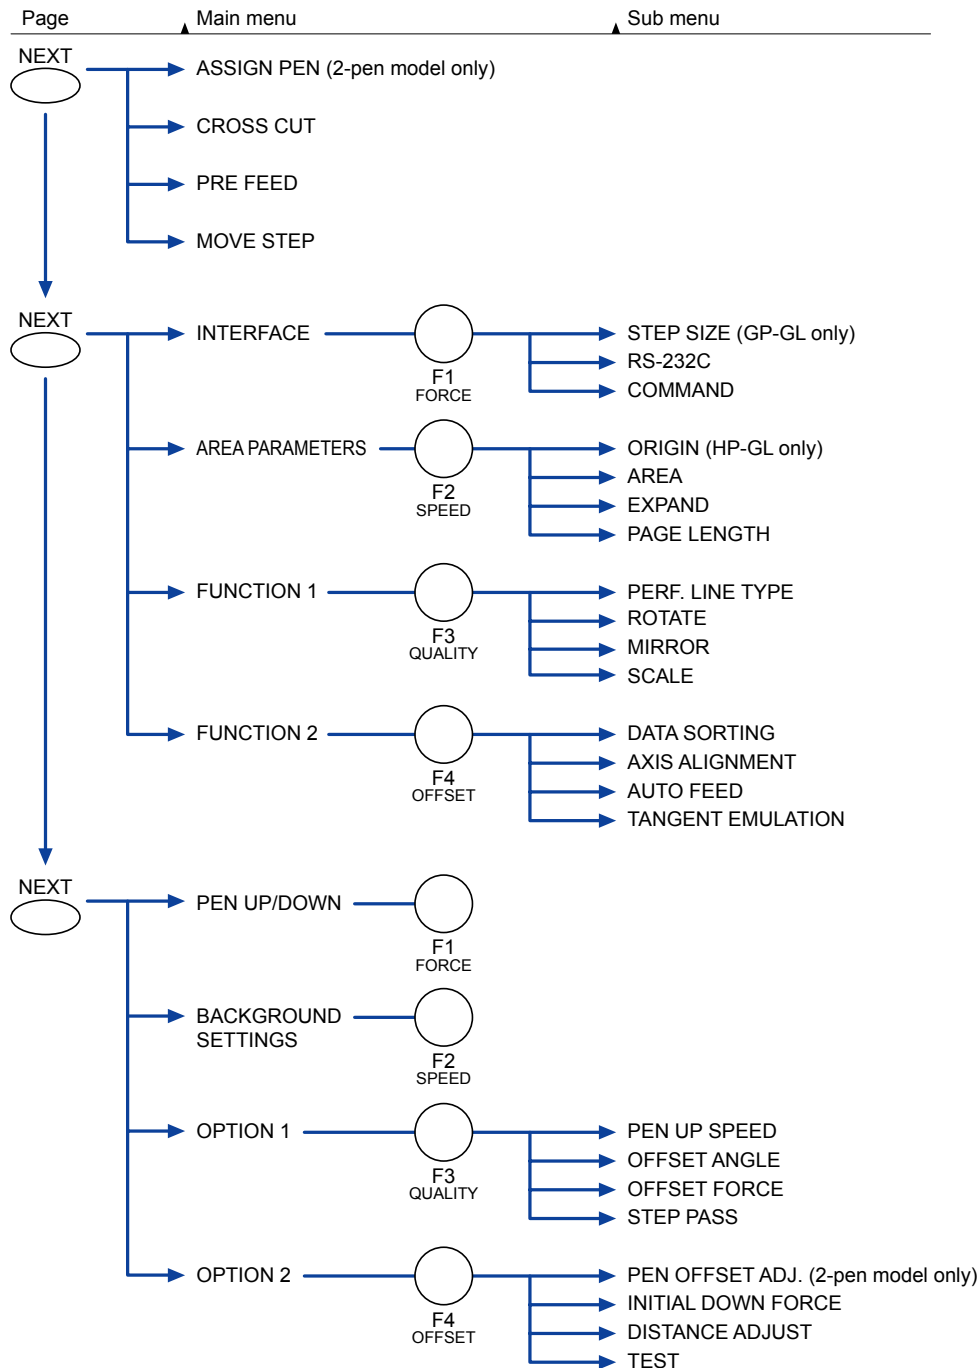 Page Main menu Sub menu
NEXT
ASSIGN PEN (2-pen model only)
CROSS CUT
PRE FEED
MOVE STEP
NEXT
INTERFACE
F1
FORCE
STEP SIZE (GP-GL only)
RS-232C
COMMAND
AREA PARAMETERS
F2
SPEED
ORIGIN (HP-GL only)
AREA
EXPAND
PAGE LENGTH
FUNCTION 1
F3
QUALITY
PERF. LINE TYPE
ROTATE
MIRROR
SCALE
FUNCTION 2
F4
OFFSET
DATA SORTING
AXIS ALIGNMENT
AUTO FEED
TANGENT EMULATION
NEXT
PEN UP/DOWN
F1
FORCE
BACKGROUND
SETTINGS
F2
SPEED
OPTION 1
F3
QUALITY
PEN UP SPEED
OFFSET ANGLE
OFFSET FORCE
STEP PASS
OPTION 2
F4
OFFSET
PEN OFFSET ADJ. (2-pen model only)
INITIAL DOWN FORCE
DISTANCE ADJUST
TEST